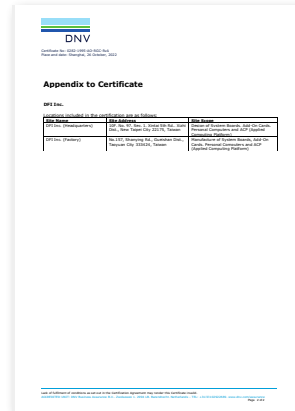 DNV
Certificate No: 0282-1995-AQ-RGC-RvA
Place and date: Shanghai, 26 October, 2022
Appendix to Certificate
DFI Inc.
Locations included in the certification are as follows:
Site Name Site Address Site Scope
DFI Inc. (Headquarters) 10F, No. 97, Sec. 1, Xintai 5th Rd., Xizhi Design of System Boards, Add-On Cards,
Dist., New Taipei City 22175, Taiwan Personal Computers and ACP (Applied
Computing Platform)
DFI Inc. (Factory) No.157, Shanying Rd., Gueishan Dist., Manufacture of System Boards, Add-On
Taoyuan City 333624, Taiwan Cards, Personal Computers and ACP
(Applied Computing Platform)
Lack of fulfilment of conditions as set out in the Certification Agreement may render this Certificate invalid.
Page 2 of 2